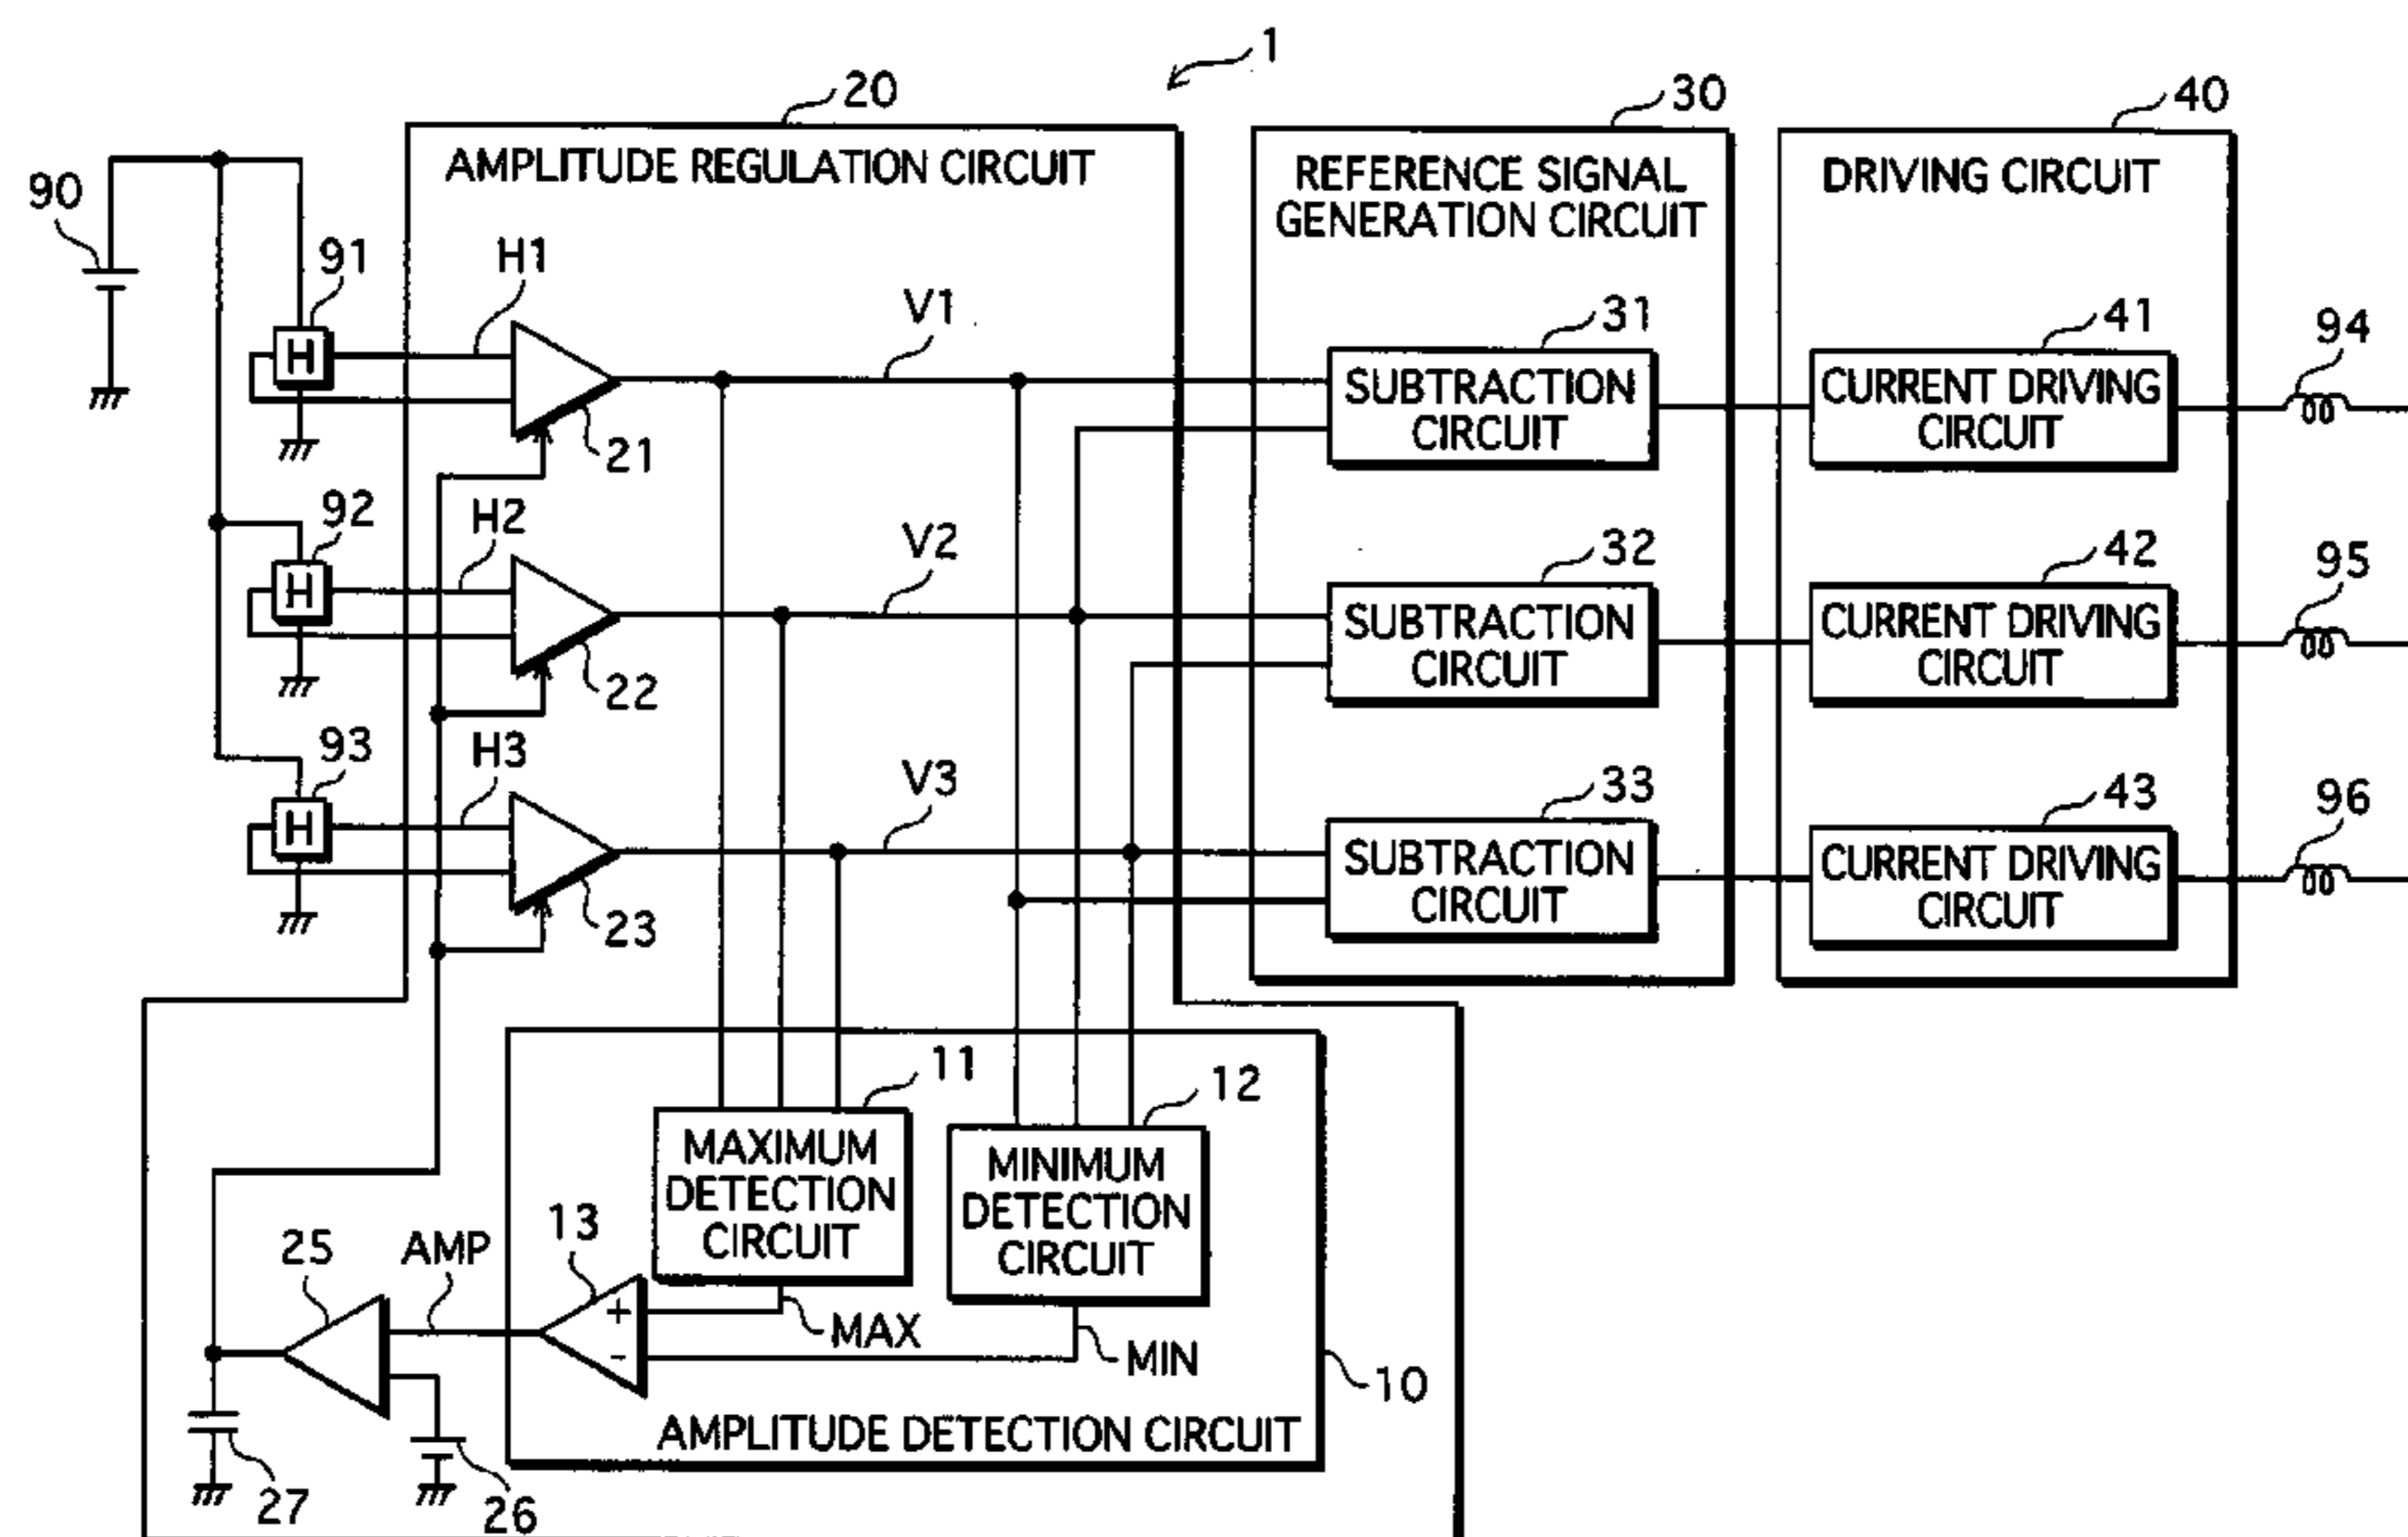 1
20
30
40
AMPLITUDE REGULATION CIRCUIT
REFERENCE SIGNAL
GENERATION CIRCUIT
DRIVING CIRCUIT
90
91
H1
V1
H
21
31
SUBTRACTION
CIRCUIT
41
CURRENT DRIVING
CIRCUIT
94
92
H2
V2
H
22
32
SUBTRACTION
CIRCUIT
42
CURRENT DRIVING
CIRCUIT
95
93
H3
V3
H
23
33
SUBTRACTION
CIRCUIT
43
CURRENT DRIVING
CIRCUIT
96
11
MAXIMUM
DETECTION
CIRCUIT
12
MINIMUM
DETECTION
CIRCUIT
25
AMP
13
+
-
MAX
MIN
10
AMPLITUDE DETECTION CIRCUIT
27
26